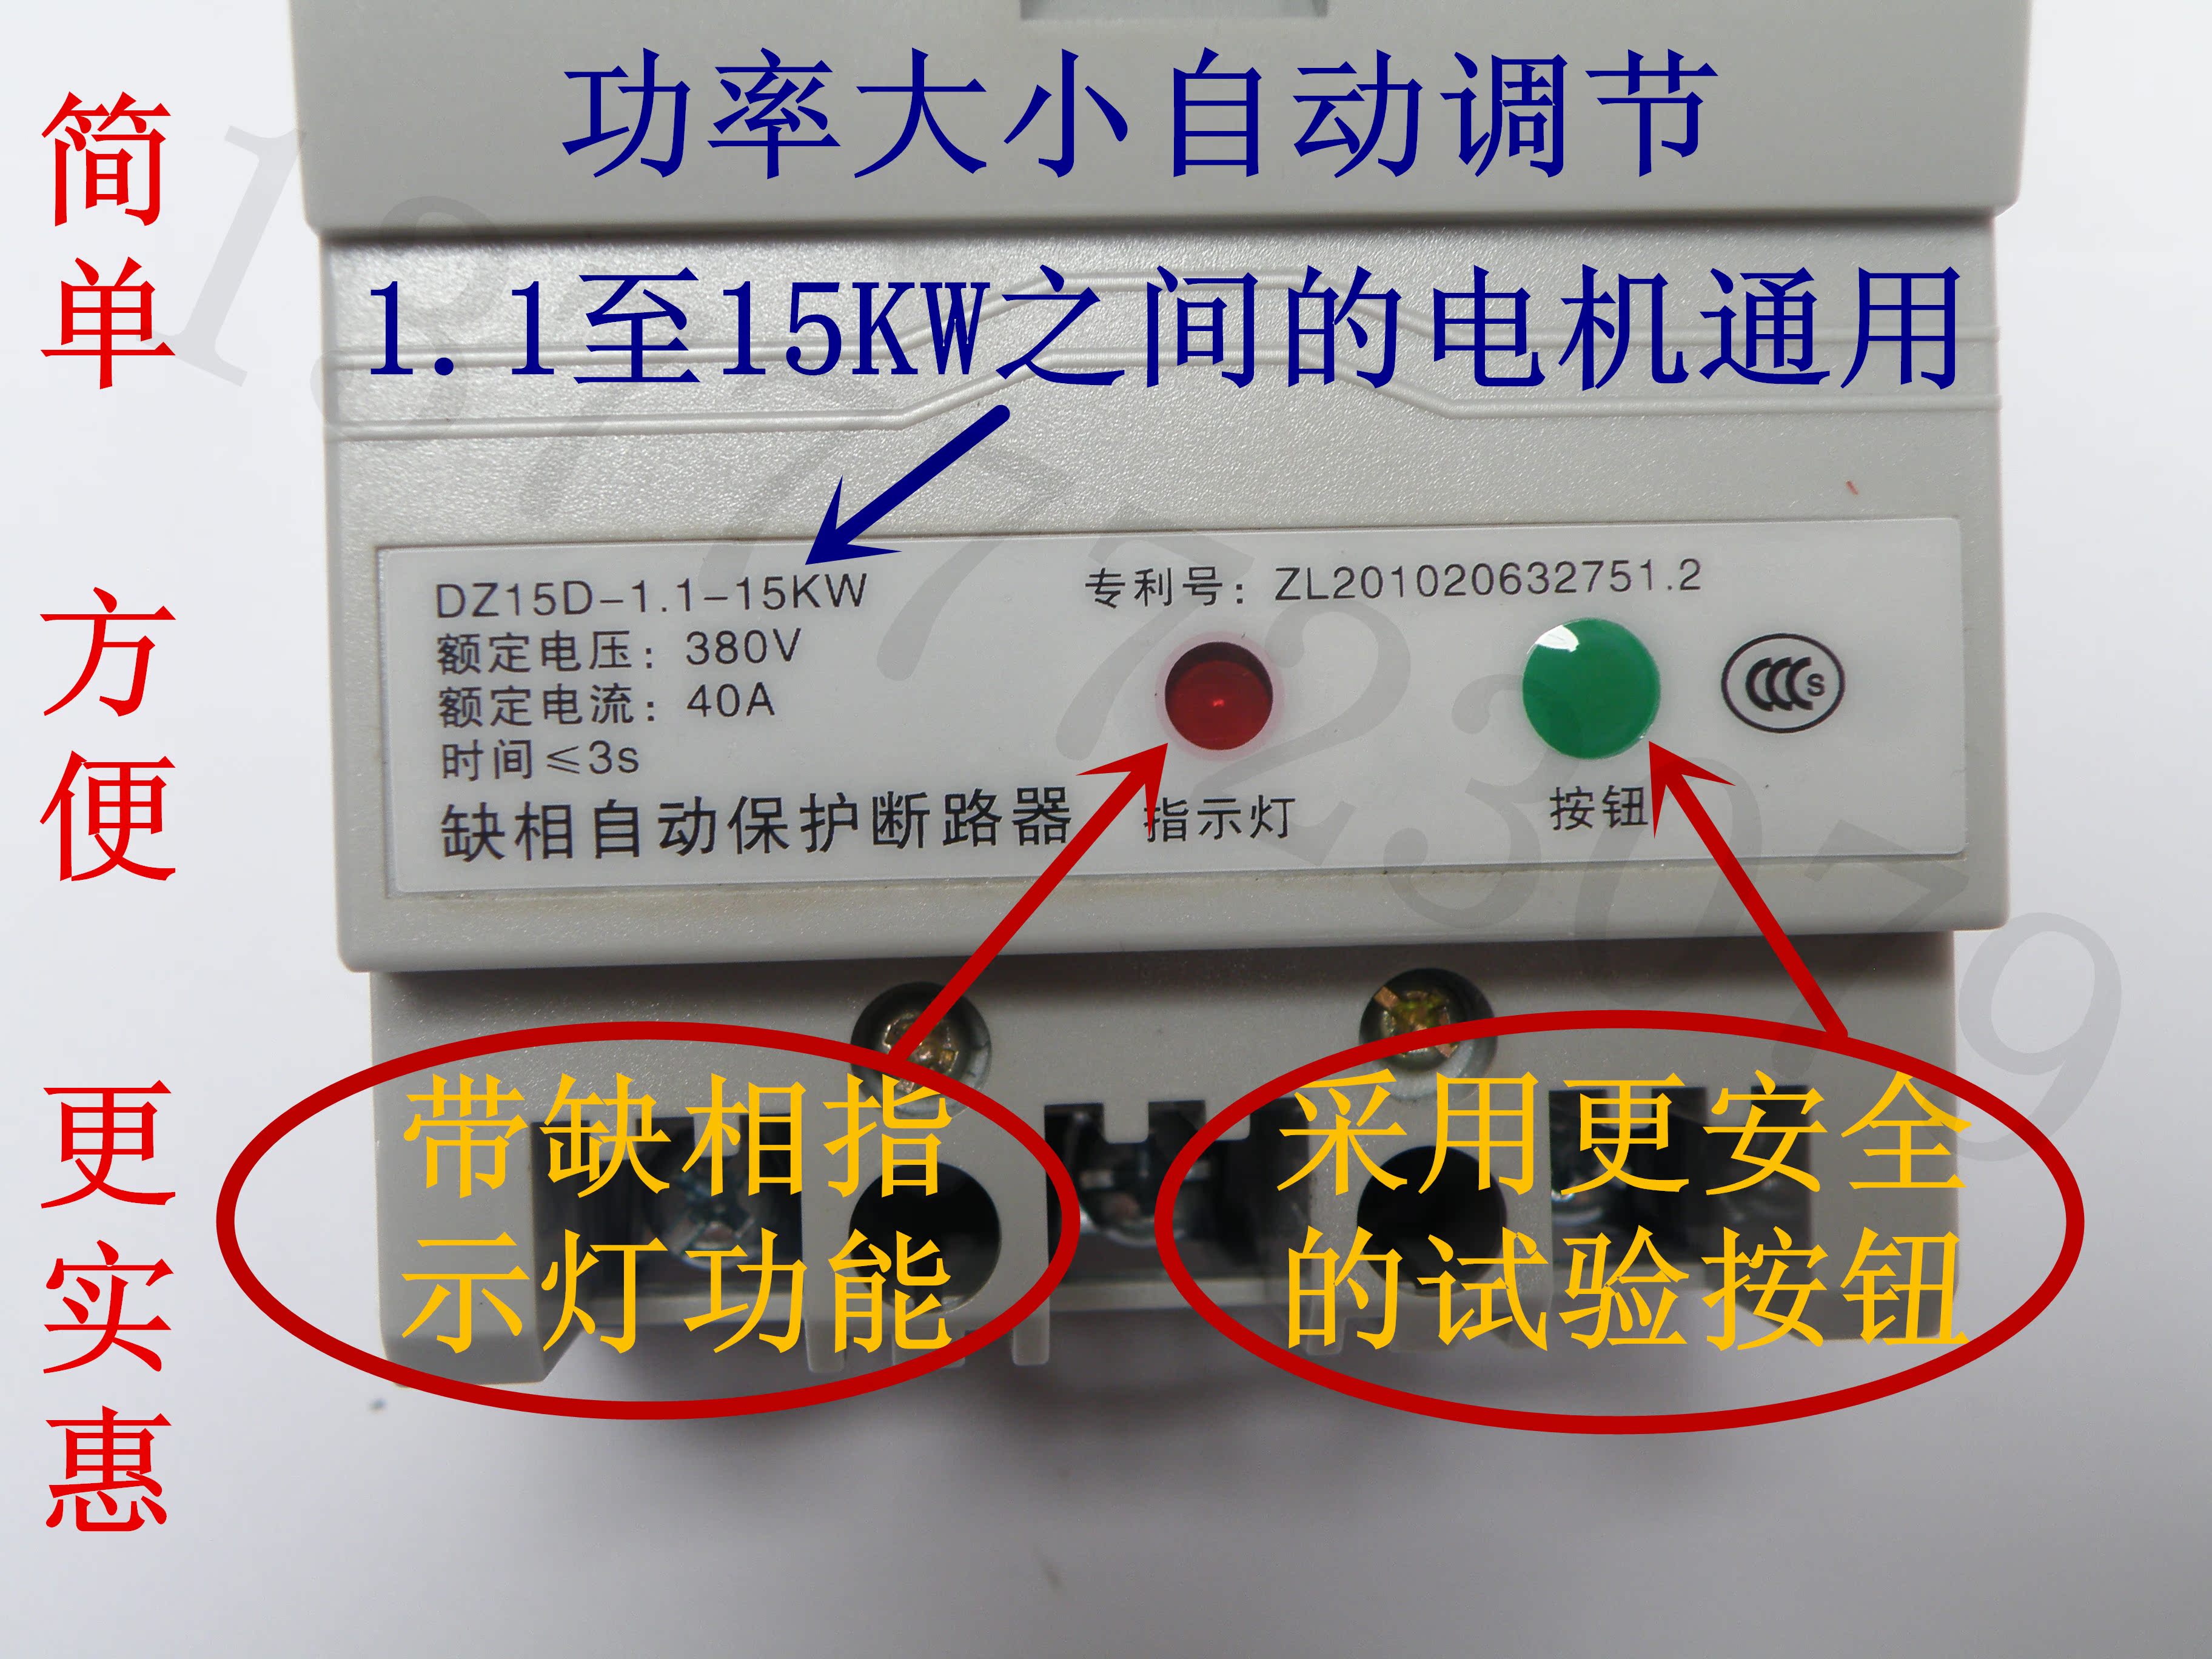 功率大小自动调节
1.1至15KW之间的电机通用
简单 方便 更实惠
DZ15D-1.1-15KW
额定电压：380V
额定电流：40A
时间≤3s
缺相自动保护断路器
专利号：ZL201020632751.2
指示灯
按钮
CCC S
带缺相指
示灯功能
采用更安全
的试验按钮
13777723079